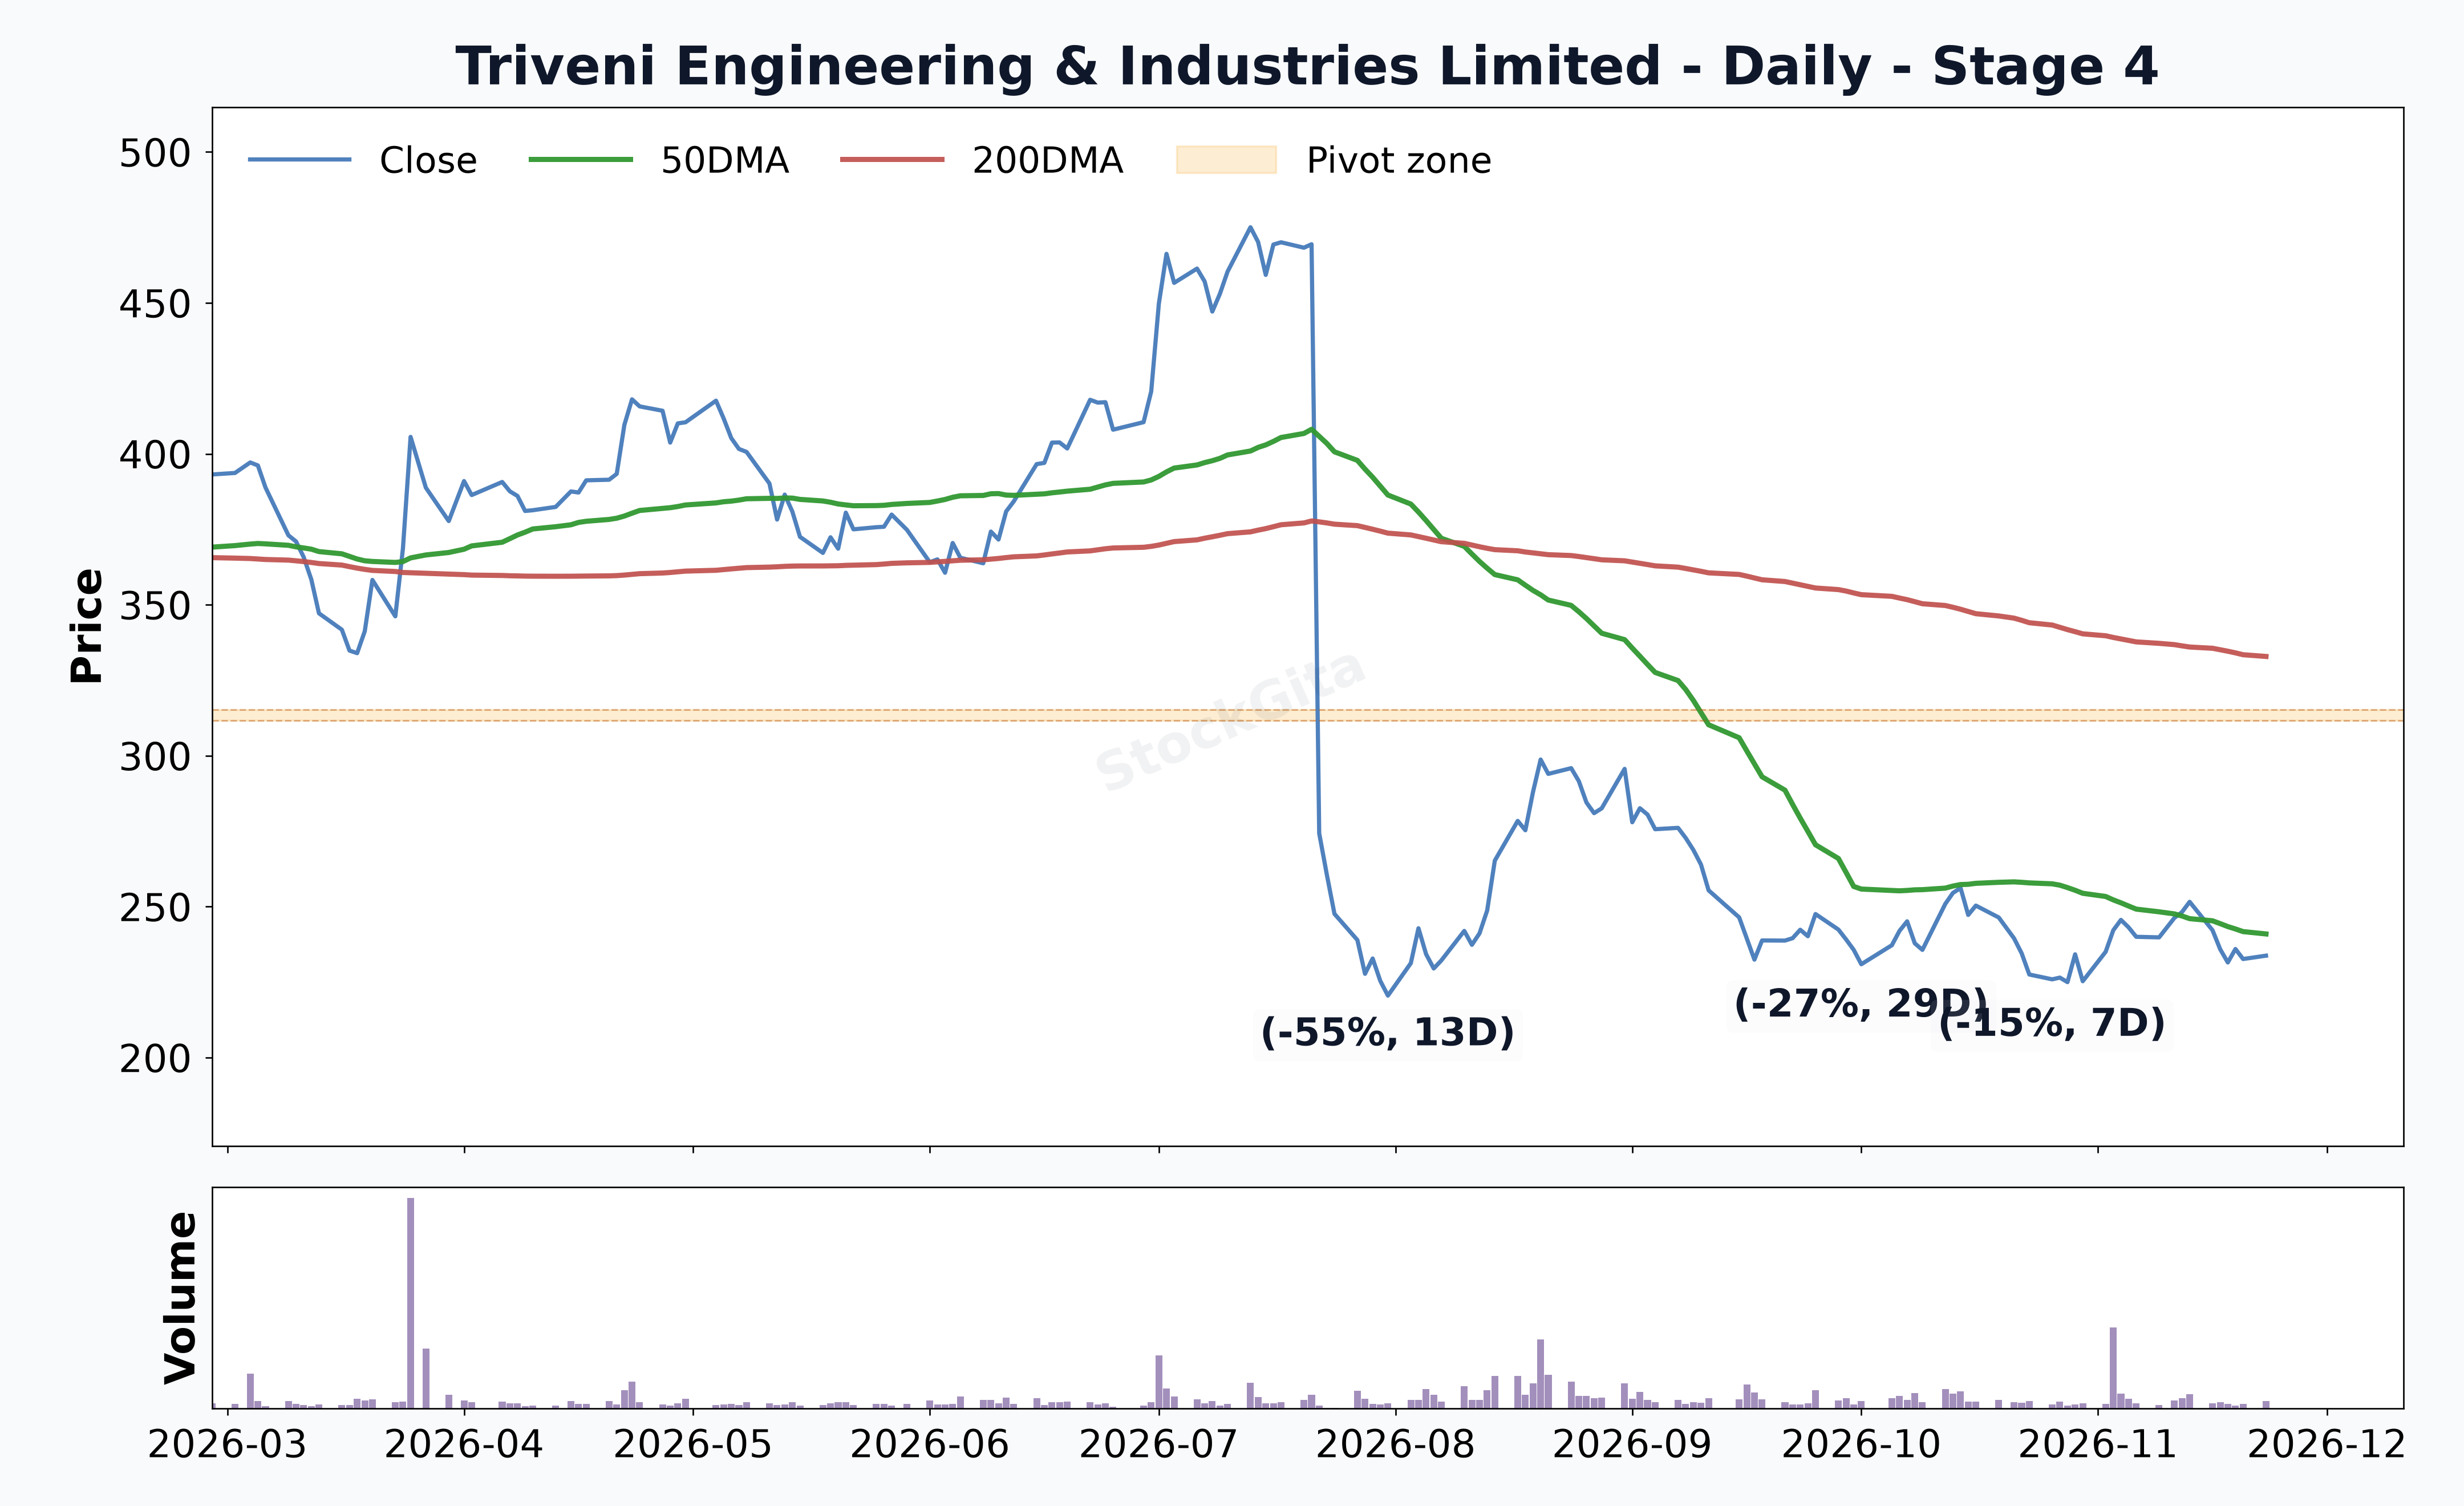 Triveni Engineering & Industries Limited - Daily - Stage 4
Close 50DMA 200DMA Pivot zone
500
450
400
350
300
250
200
Price
StockGita
(-55%, 13D)
(-27%, 29D)
(-15%, 7D)
Volume
2026-03 2026-04 2026-05 2026-06 2026-07 2026-08 2026-09 2026-10 2026-11 2026-12